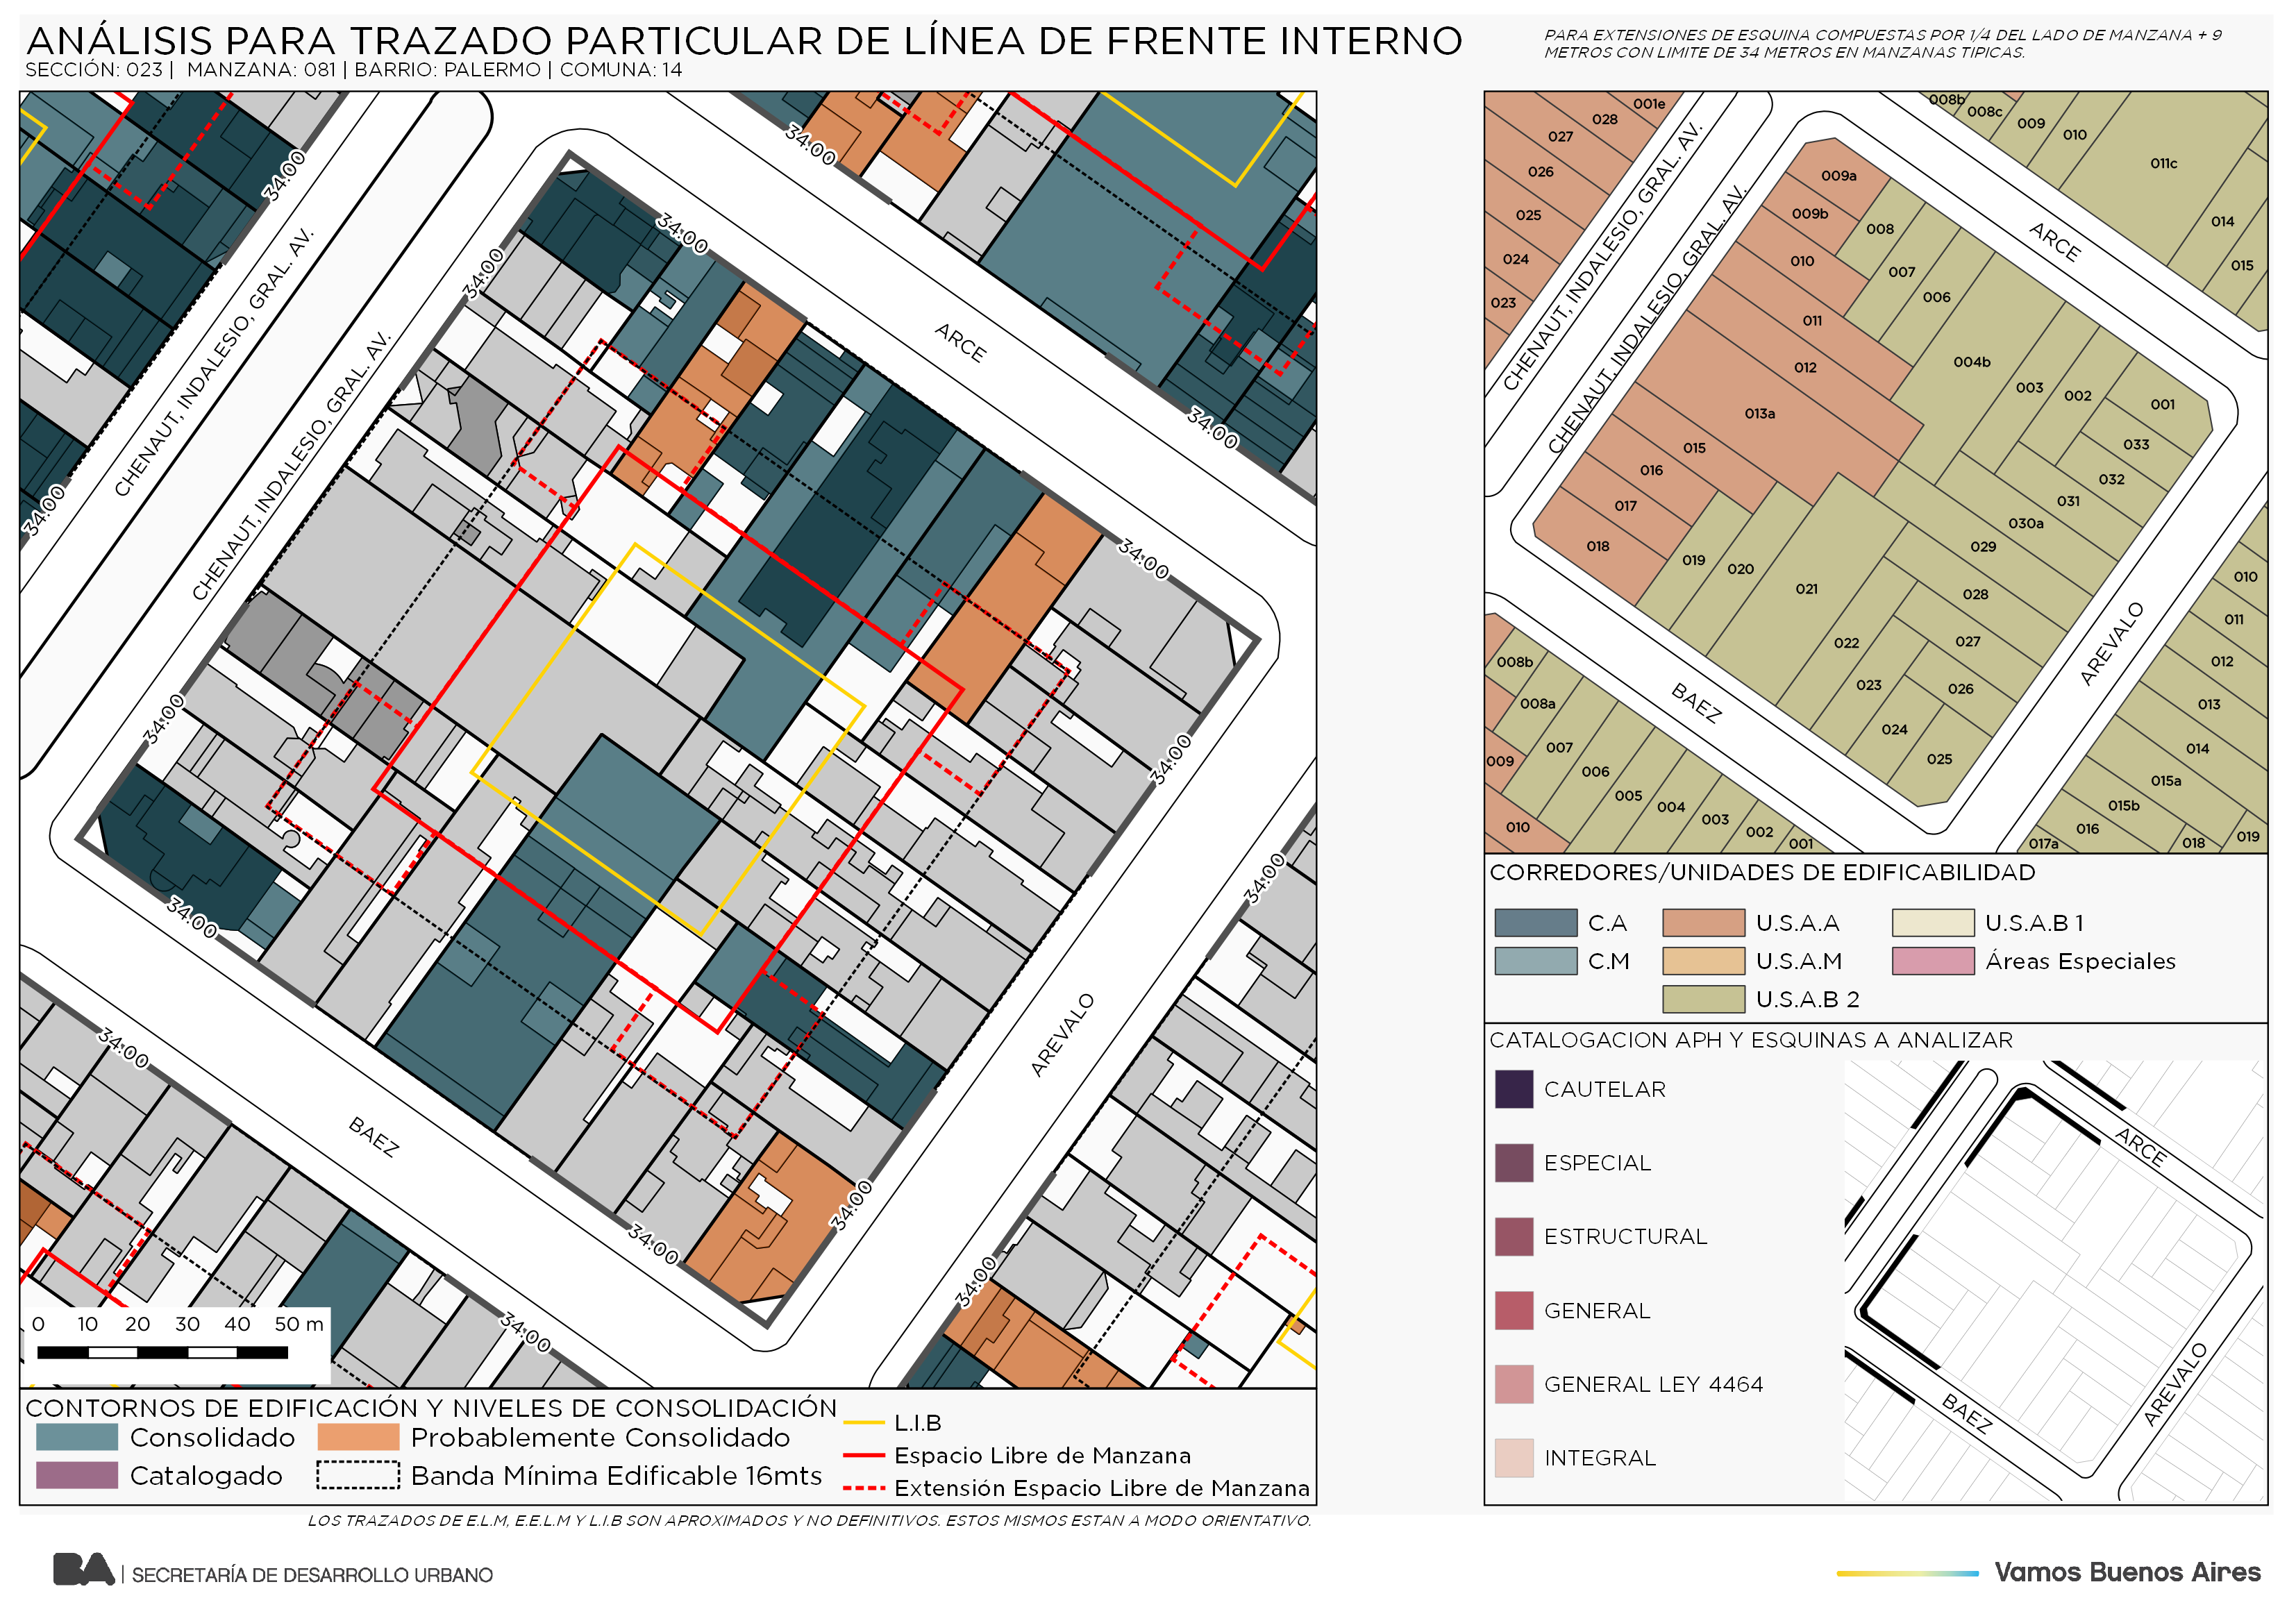 ANÁLISIS PARA TRAZADO PARTICULAR DE LÍNEA DE FRENTE INTERNO
SECCIÓN: 023 | MANZANA: 081 | BARRIO: PALERMO | COMUNA: 14
PARA EXTENSIONES DE ESQUINA COMPUESTAS POR 1/4 DEL LADO DE MANZANA + 9
METROS CON LIMITE DE 34 METROS EN MANZANAS TIPICAS.
34:00
34:00
34:00
34:00
CHENAUT, INDALESIO, GRAL. AV.
CHENAUT, INDALESIO, GRAL. AV.
ARCE
34:00
34:00
34:00
34:00
34:00
34:00
34:00
AREVALO
BAEZ
34:00
34:00
34:00
34:00
34:00
0 10 20 30 40 50 m
CONTORNOS DE EDIFICACIÓN Y NIVELES DE CONSOLIDACIÓN
Consolidado
Probablemente Consolidado
Catalogado
Banda Mínima Edificable 16mts
L.I.B
Espacio Libre de Manzana
Extensión Espacio Libre de Manzana
LOS TRAZADOS DE E.L.M, E.E.L.M Y L.I.B SON APROXIMADOS Y NO DEFINITIVOS. ESTOS MISMOS ESTAN A MODO ORIENTATIVO.
001e
028
027
026
025
024
023
CHENAUT, INDALESIO, GRAL. AV.
CHENAUT, INDALESIO, GRAL. AV.
008b
008c
009
010
011c
014
015
ARCE
009a
009b
008
010
007
006
011
012
004b
003
002
001
013a
033
015
032
016
031
017
030a
018
029
019
020
021
028
022
027
023
026
024
025
AREVALO
BAEZ
010
011
012
013
014
015a
015b
016
017a
018
019
008b
008a
009
007
006
005
004
003
002
001
010
CORREDORES/UNIDADES DE EDIFICABILIDAD
C.A
U.S.A.A
U.S.A.B 1
C.M
U.S.A.M
Áreas Especiales
U.S.A.B 2
CATALOGACION APH Y ESQUINAS A ANALIZAR
CAUTELAR
ESPECIAL
ESTRUCTURAL
GENERAL
GENERAL LEY 4464
INTEGRAL
ARCE
BAEZ
AREVALO
BA | SECRETARÍA DE DESARROLLO URBANO
Vamos Buenos Aires